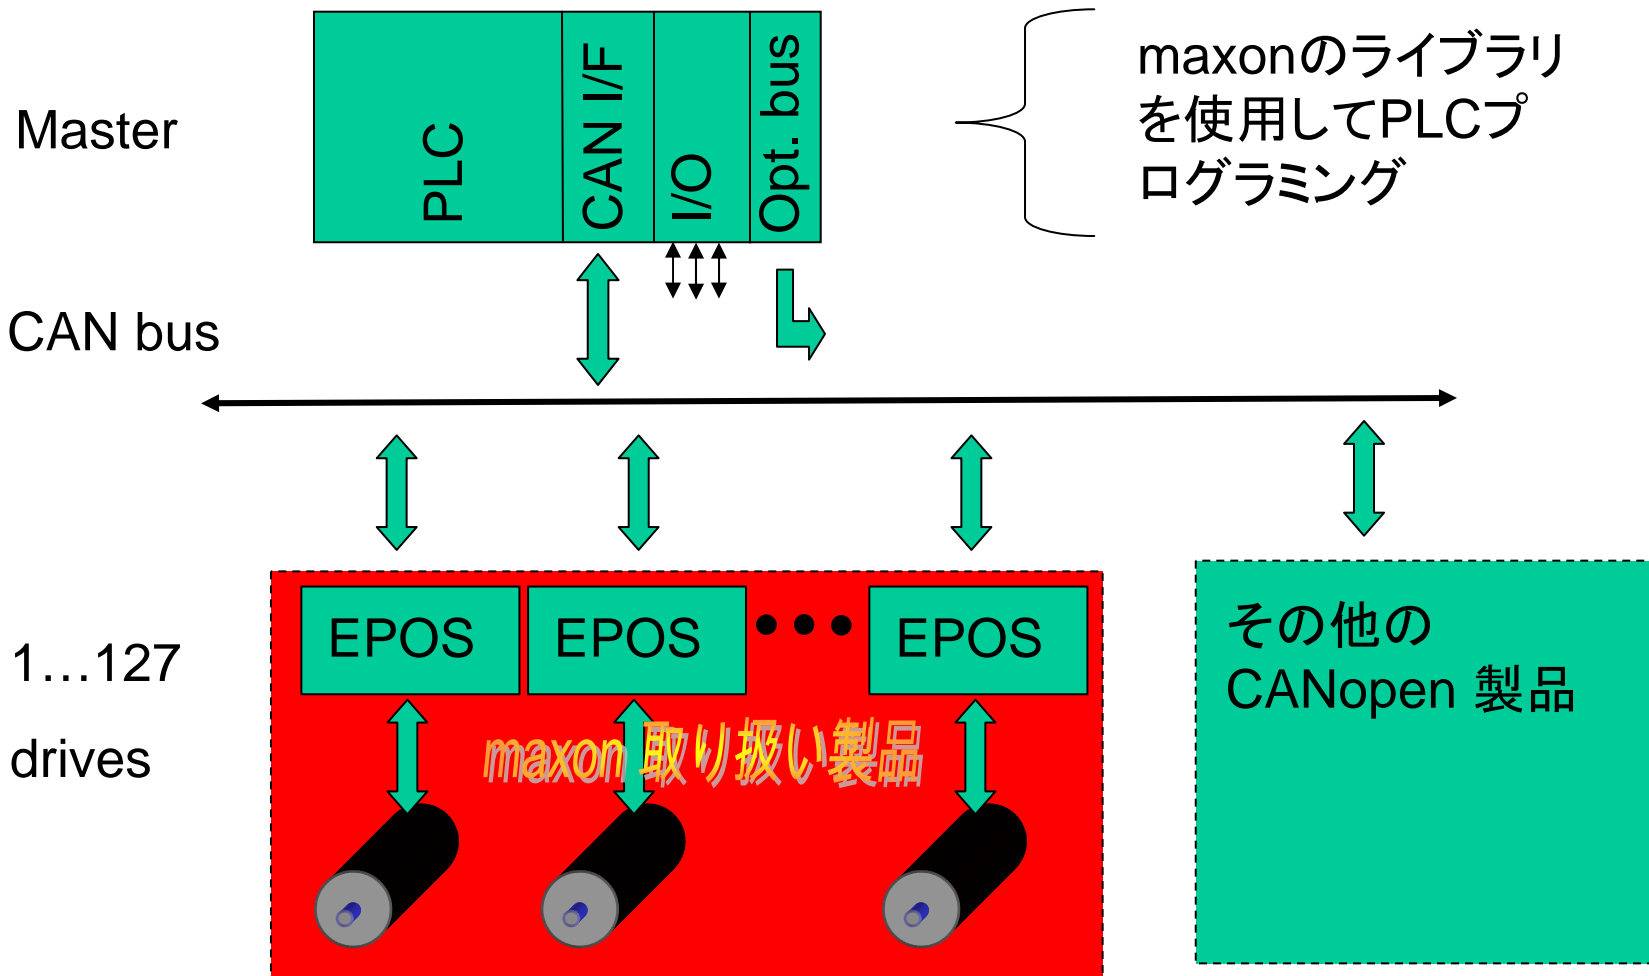 Master
PLC
CAN I/F
I/O
Opt. bus
maxonのライブラリ
を使用してPLCプ
ログラミング
CAN bus
1…127
drives
EPOS
EPOS
EPOS
maxon 取り扱い製品
その他の
CANopen 製品